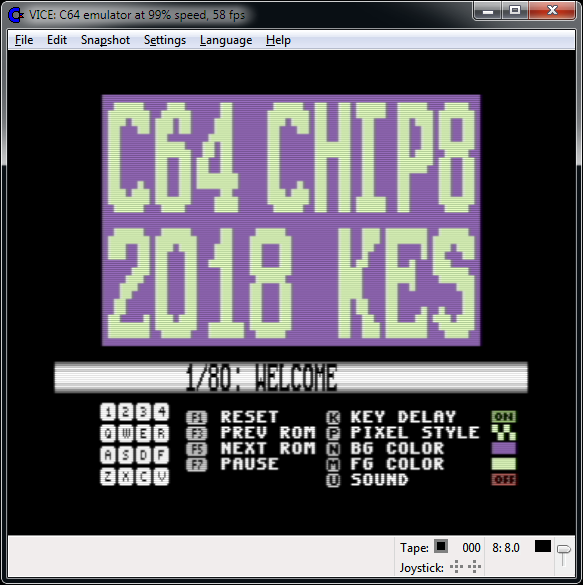 VICE: C64 emulator at 99% speed, 58 fps
File Edit Snapshot Settings Language Help
C64 CHIP8
2018 KES
1/80: WELCOME
1 2 3 4 F1 RESET K KEY DELAY ON
Q W E R F3 PREV ROM P PIXEL STYLE
A S D F F5 NEXT ROM N BG COLOR
Z X C V F7 PAUSE M FG COLOR
U SOUND OFF
Tape: 000 8: 8.0
Joystick: